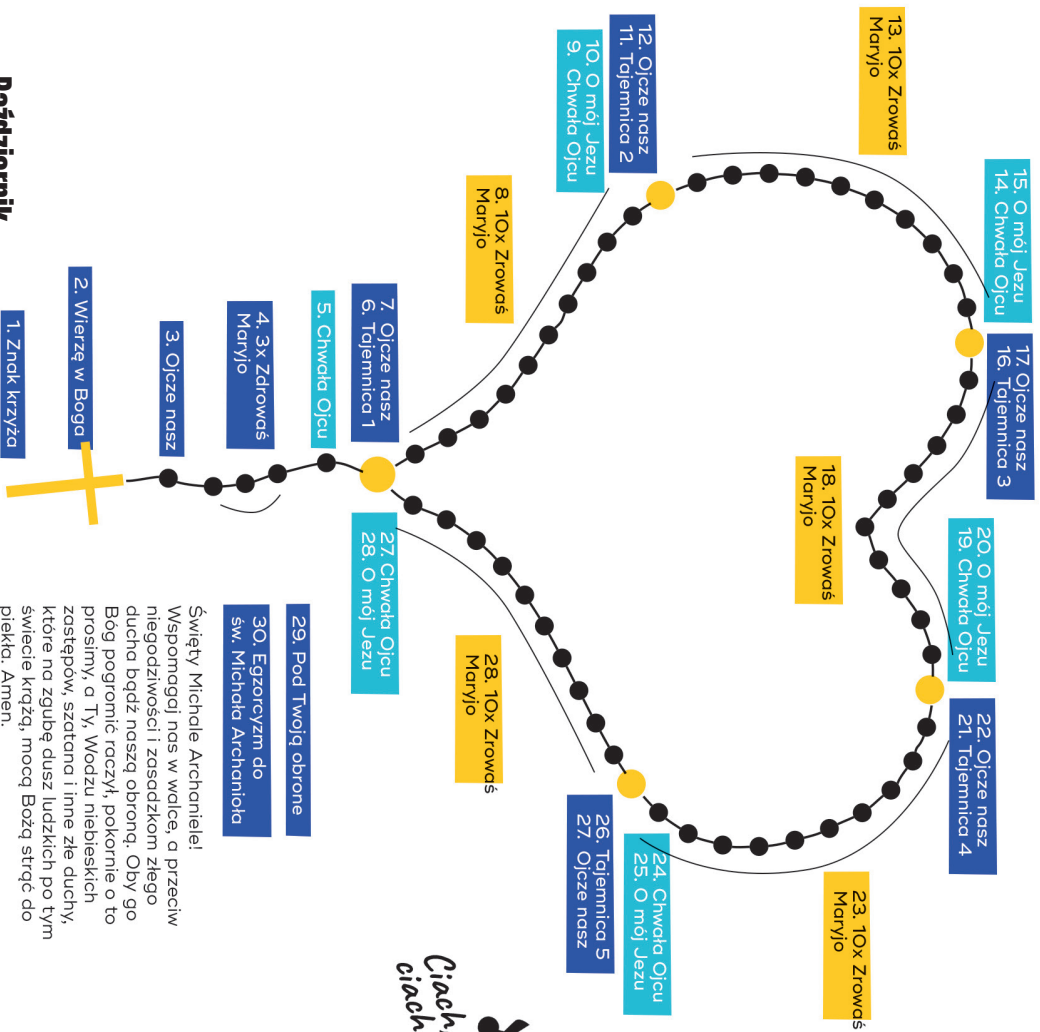 15. O mój Jezu
14. Chwała Ojcu
17. Ojcze nasz
16. Tajemnica 3
20. O mój Jezu
19. Chwała Ojcu
22. Ojcze nasz
21. Tajemnica 4
13. 10x Zrowaś
Maryjo
18. 10x Zrowaś
Maryjo
23. 10x Zrowaś
Maryjo
12. Ojcze nasz
11. Tajemnica 2
10. O mój Jezu
9. Chwała Ojcu
24. Chwała Ojcu
25. O mój Jezu
26. Tajemnica 5
27. Ojcze nasz
8. 10x Zrowaś
Maryjo
28. 10x Zrowaś
Maryjo
7. Ojcze nasz
6. Tajemnica 1
27. Chwała Ojcu
28. O mój Jezu
5. Chwała Ojcu
4. 3x Zdrowaś
Maryjo
3. Ojcze nasz
2. Wierzę w Boga
1. Znak krzyża
29. Pod Twoją obrone
30. Egzorcyzm do
św. Michała Archanioła
Święty Michale Archaniele!
Wspomagaj nas w walce, a przeciw
niegodziwości i zasadzkom złego
ducha bądź naszą obroną. Oby go
Bóg pogromić raczył, pokornie o to
prosimy, a Ty, Wodzu niebieskich
zastępów, szatana i inne złe duchy,
które na zgubę dusz ludzkich po tym
świecie krążą, mocą Bożą strąć do
piekła. Amen.
Ciach,
ciach
Październik